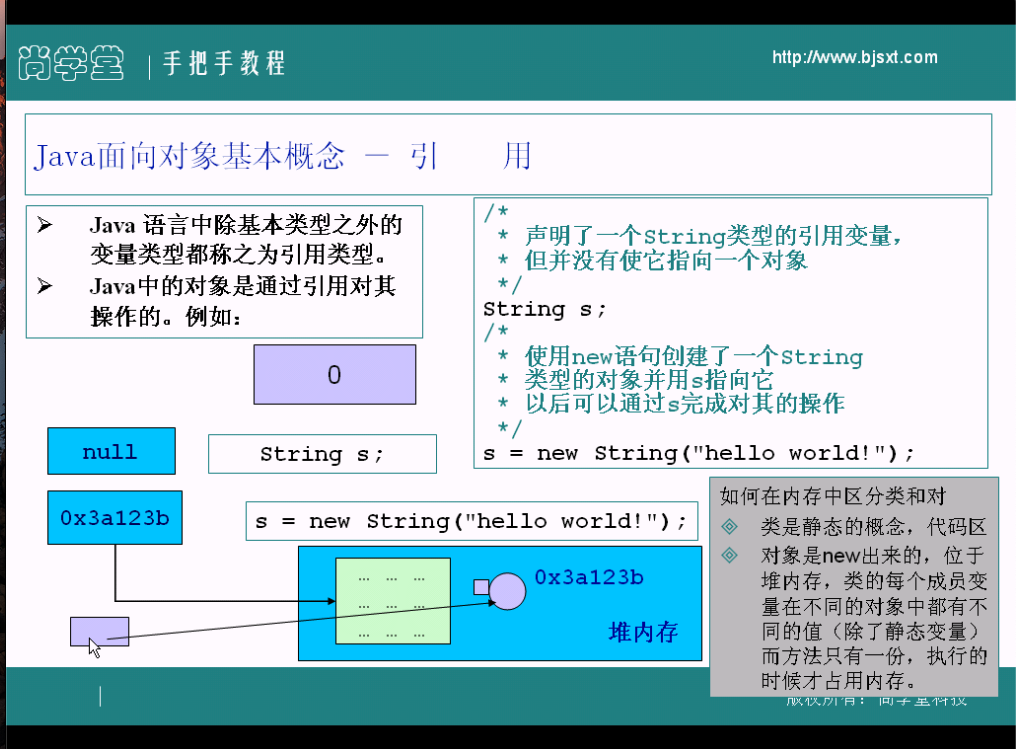 尚学堂 | 手把手教程
http://www.bjsxt.com
Java面向对象基本概念 － 引 用
Java 语言中除基本类型之外的
变量类型都称之为引用类型。
Java中的对象是通过引用对其
操作的。例如：
/*
* 声明了一个String类型的引用变量，
* 但并没有使它指向一个对象
*/
String s;
/*
* 使用new语句创建了一个String
* 类型的对象并用s指向它
* 以后可以通过s完成对其的操作
*/
s = new String("hello world!");
0
null
String s;
0x3a123b
s = new String("hello world!");
... ... ...
... ... ...
... ... ...
0x3a123b
堆内存
如何在内存中区分类和对
类是静态的概念，代码区
对象是new出来的，位于
堆内存，类的每个成员变
量在不同的对象中都有不
同的值（除了静态变量）
而方法只有一份，执行的
时候才占用内存。
版权所有：尚学堂科技